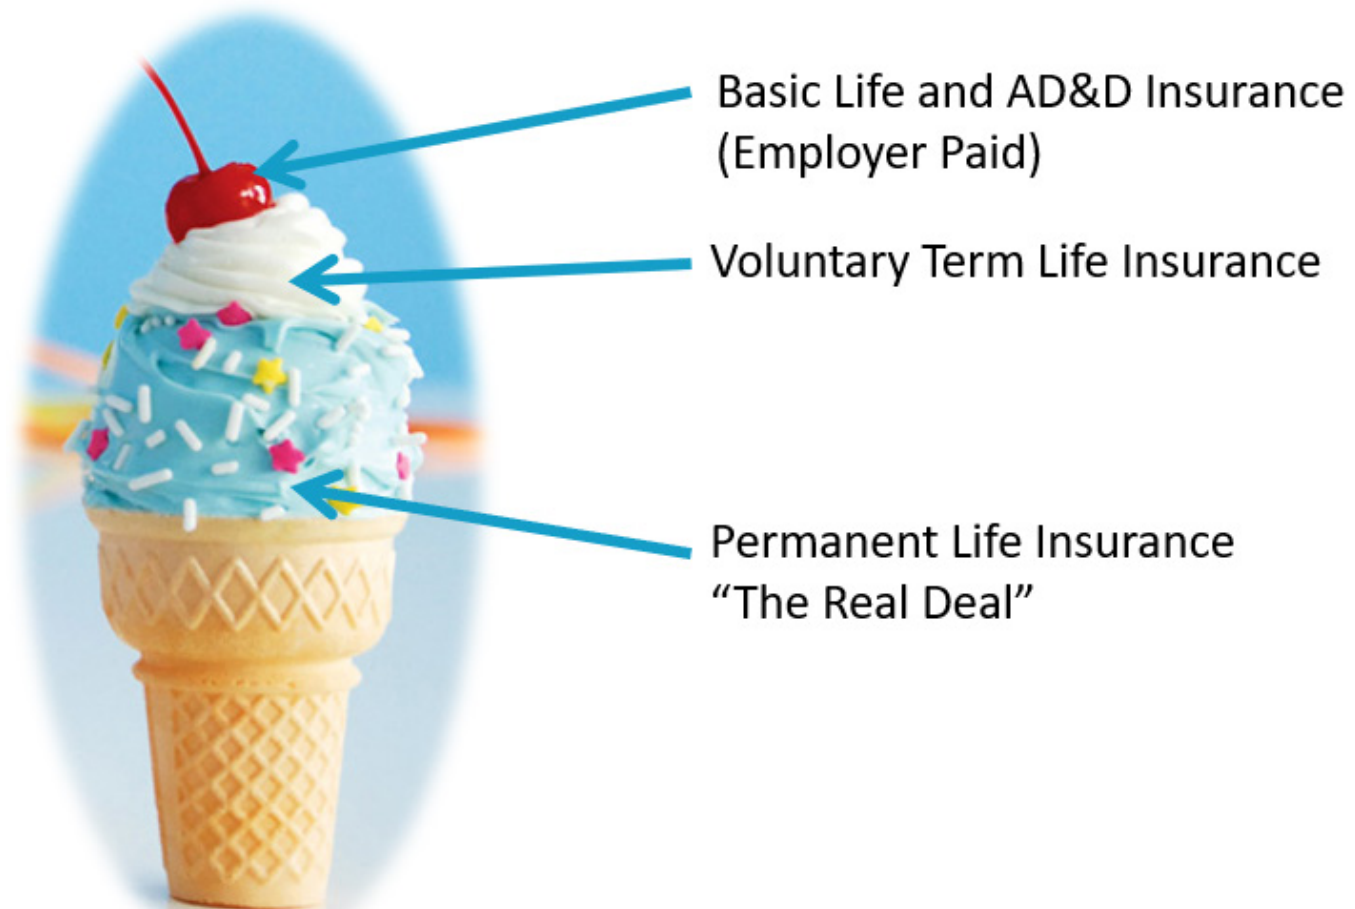 Basic Life and AD&D Insurance
(Employer Paid)
Voluntary Term Life Insurance
Permanent Life Insurance
“The Real Deal”